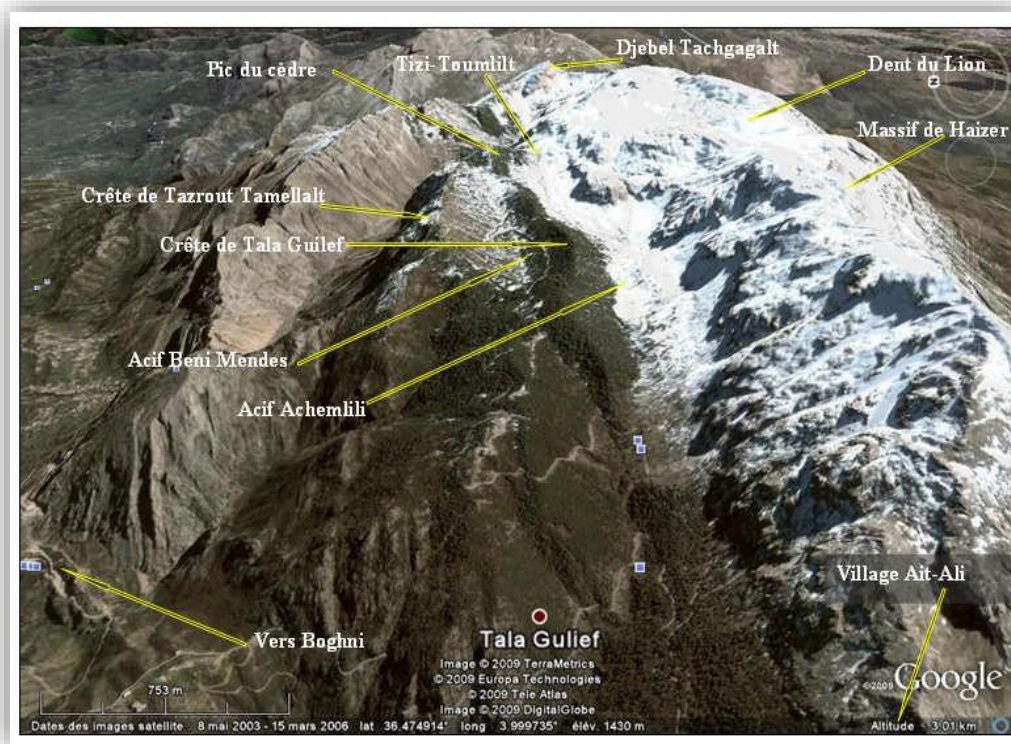 Djebel Tachgagalt
Pic du cèdre
Tizi-Toumlilt
Dent du Lion
Massif de Haizer
Crête de Tazrout Tamellalt
Crête de Tala Guilef
Acif Beni Mendes
Acif Achemlili
Village Ait-Ali
Vers Boghni
Tala Gulief
Image © 2009 TerraMetrics
© 2009 Europa Technologies
© 2009 Tele Atlas
Image © 2009 DigitalGlobe
©2009 Google
753 m
Dates des images satellite : 8 mai 2003 - 15 mars 2006 lat 36.474914° long 3.999735° élév. 1430 m Altitude 3.01 km